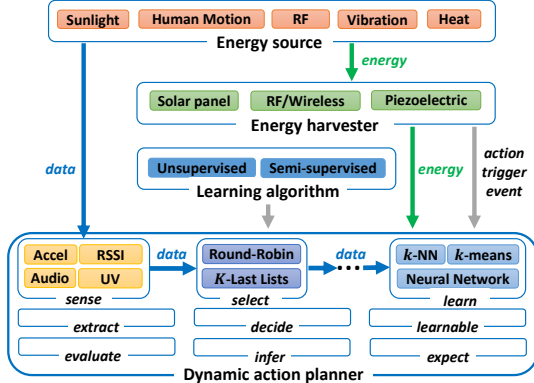 Sunlight Human Motion RF Vibration Heat
Energy source
energy
Solar panel RF/Wireless Piezoelectric
Energy harvester
data
Unsupervised Semi-supervised
Learning algorithm
energy
action
trigger
event
Accel RSSI
Audio UV
sense
data
Round-Robin
K-Last Lists
select
data
...
k-NN k-means
Neural Network
learn
extract decide learnable
evaluate infer expect
Dynamic action planner